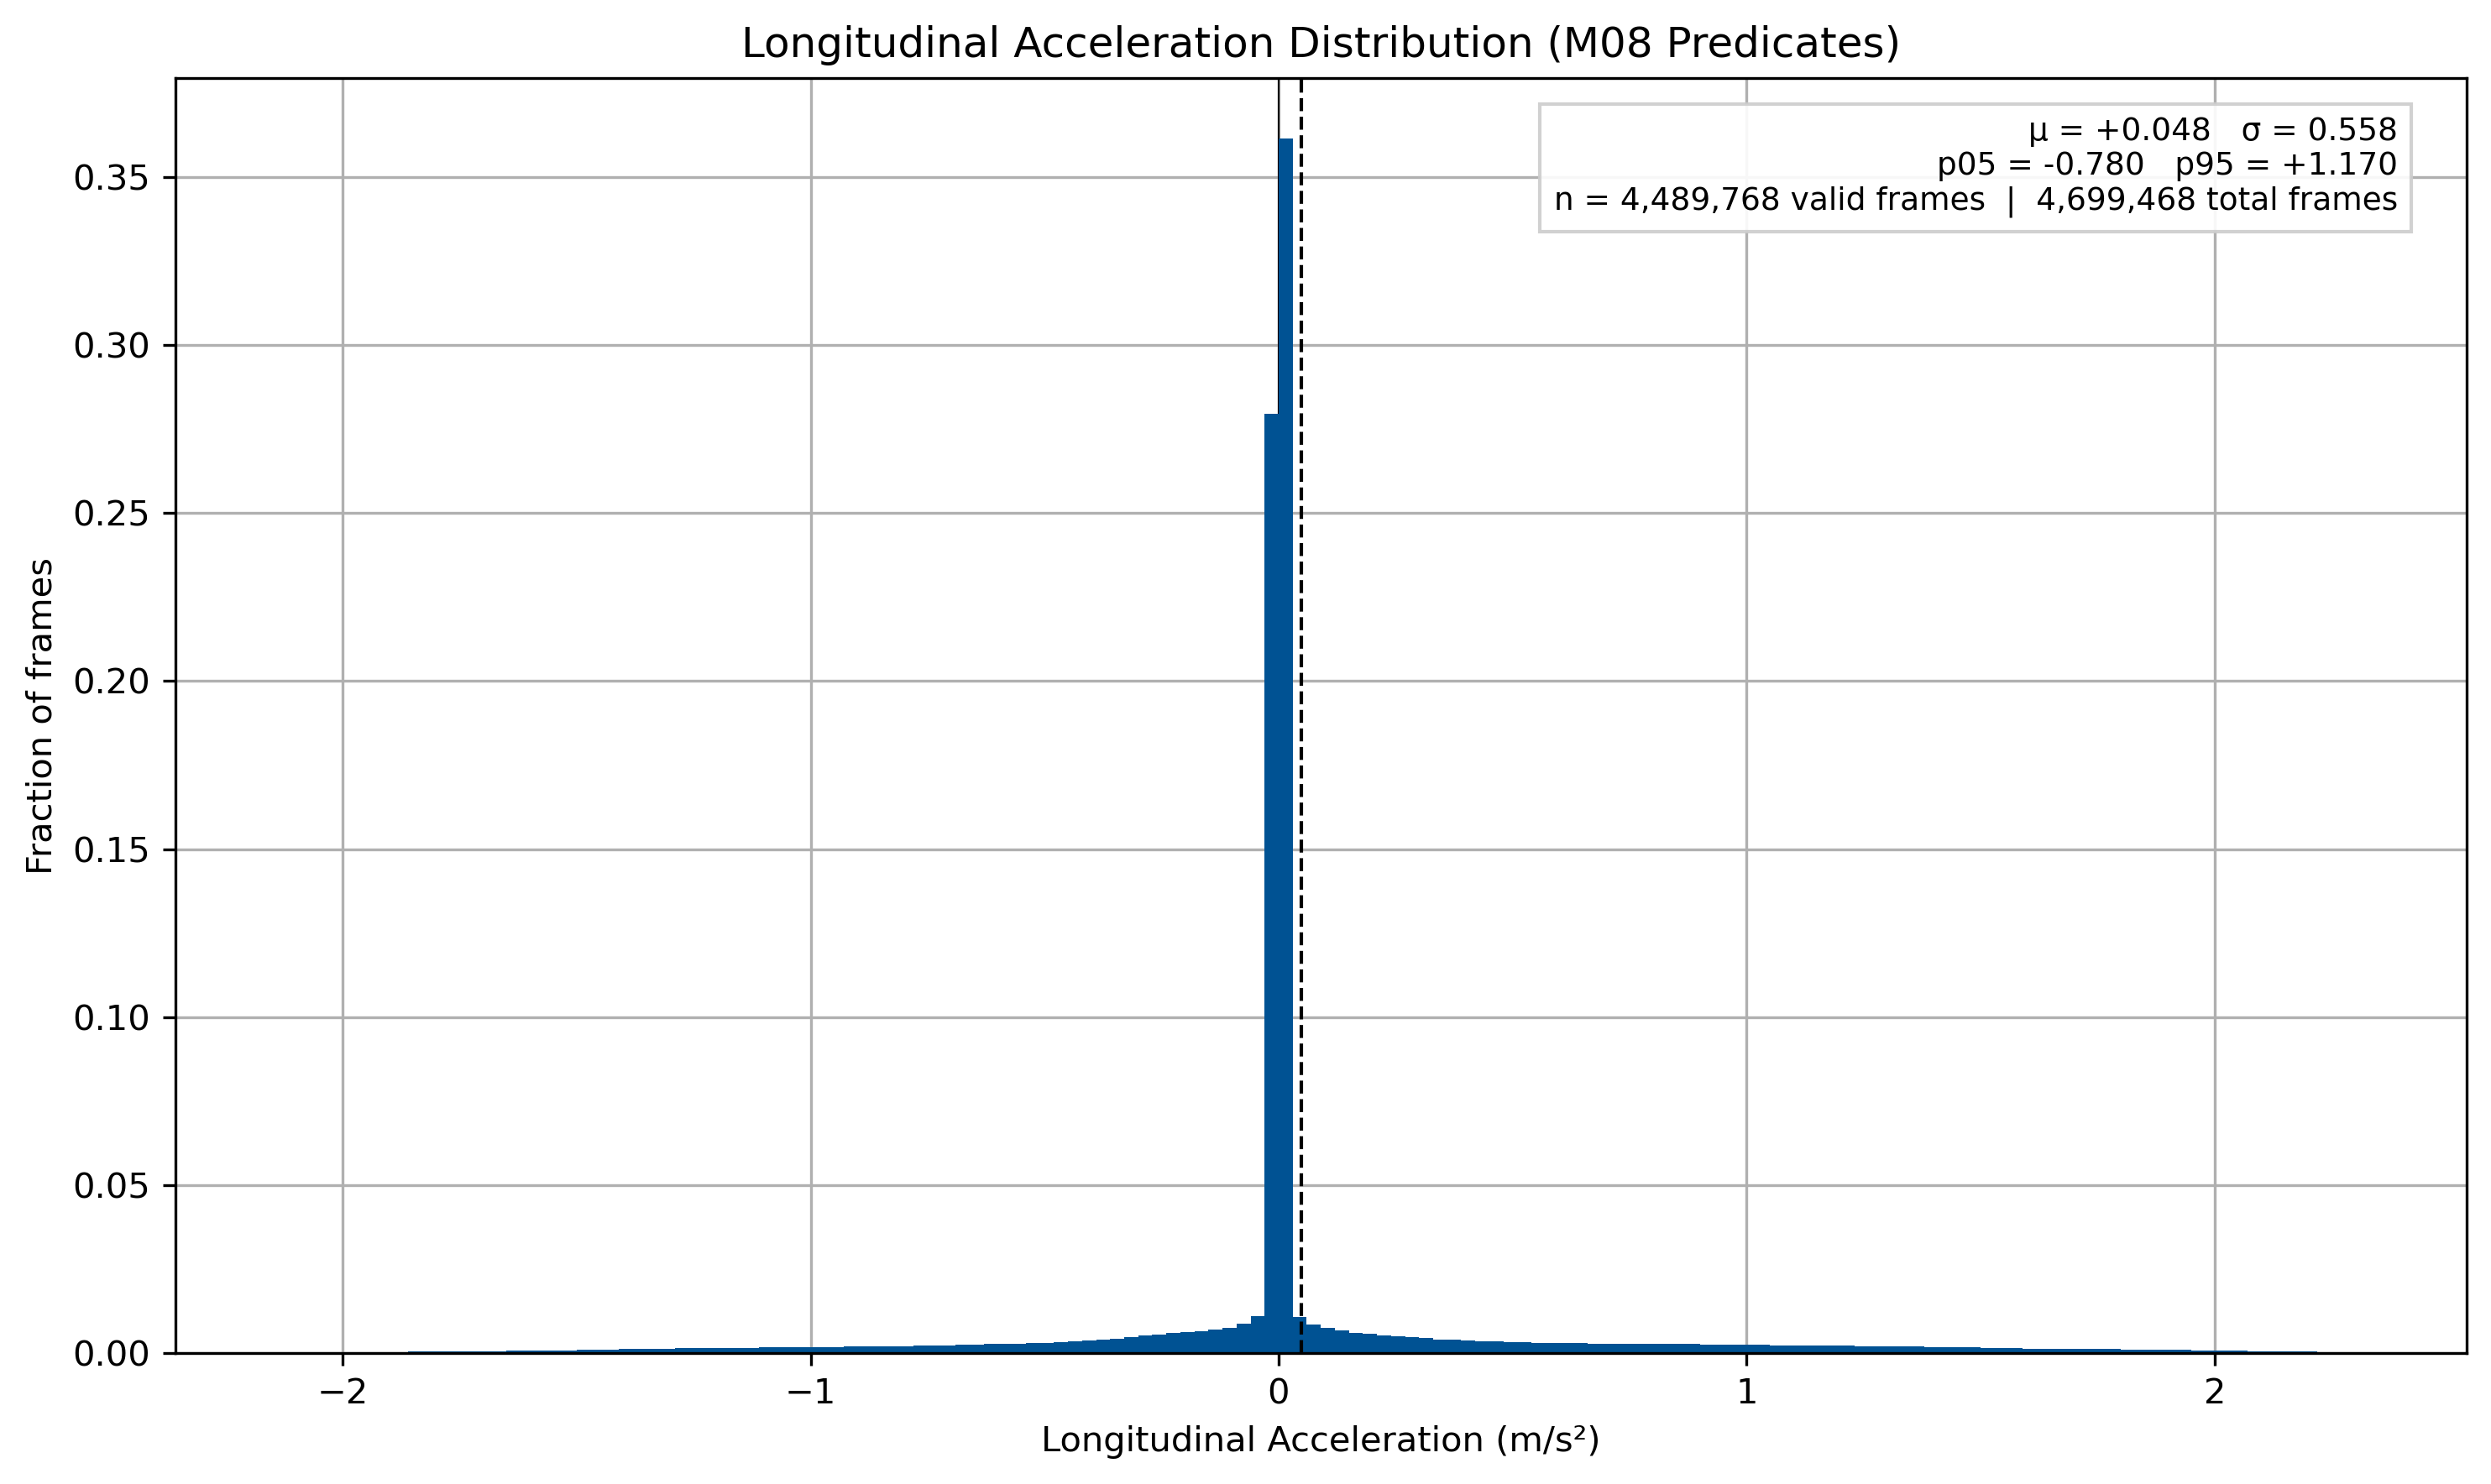 Longitudinal Acceleration Distribution (M08 Predicates)
μ = +0.048   σ = 0.558
p05 = -0.780   p95 = +1.170
n = 4,489,768 valid frames  |  4,699,468 total frames
Fraction of frames
0.35
0.30
0.25
0.20
0.15
0.10
0.05
0.00
−2 −1 0 1 2
Longitudinal Acceleration (m/s²)